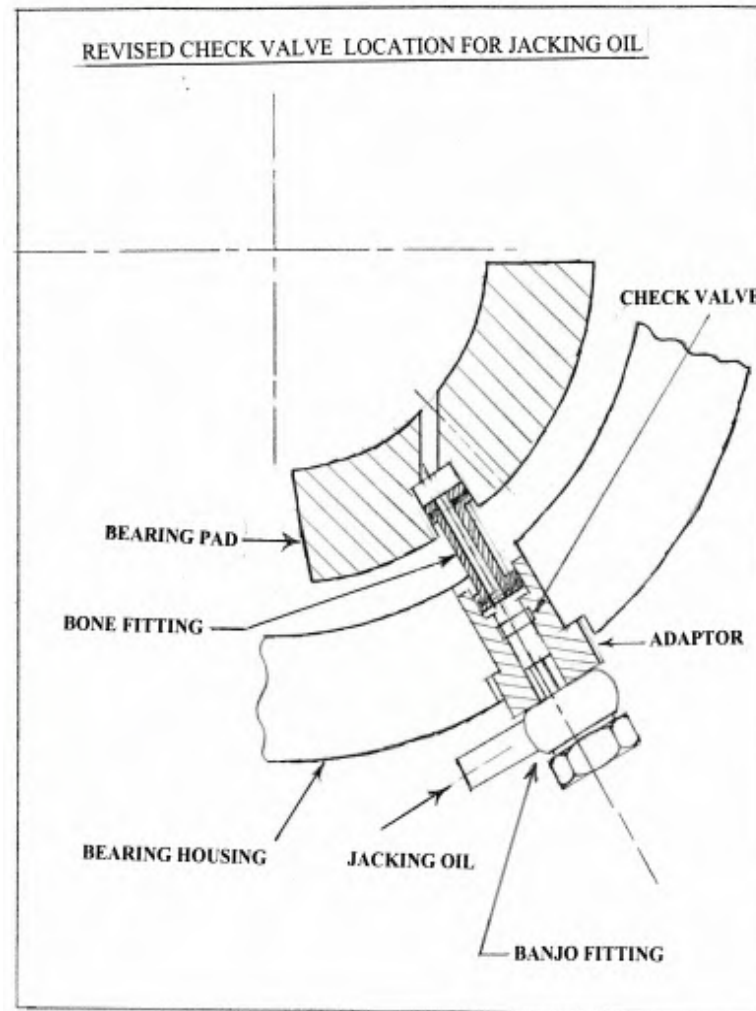 REVISED CHECK VALVE LOCATION FOR JACKING OIL
CHECK VALVE
BEARING PAD
BONE FITTING
ADAPTOR
BEARING HOUSING
JACKING OIL
BANJO FITTING